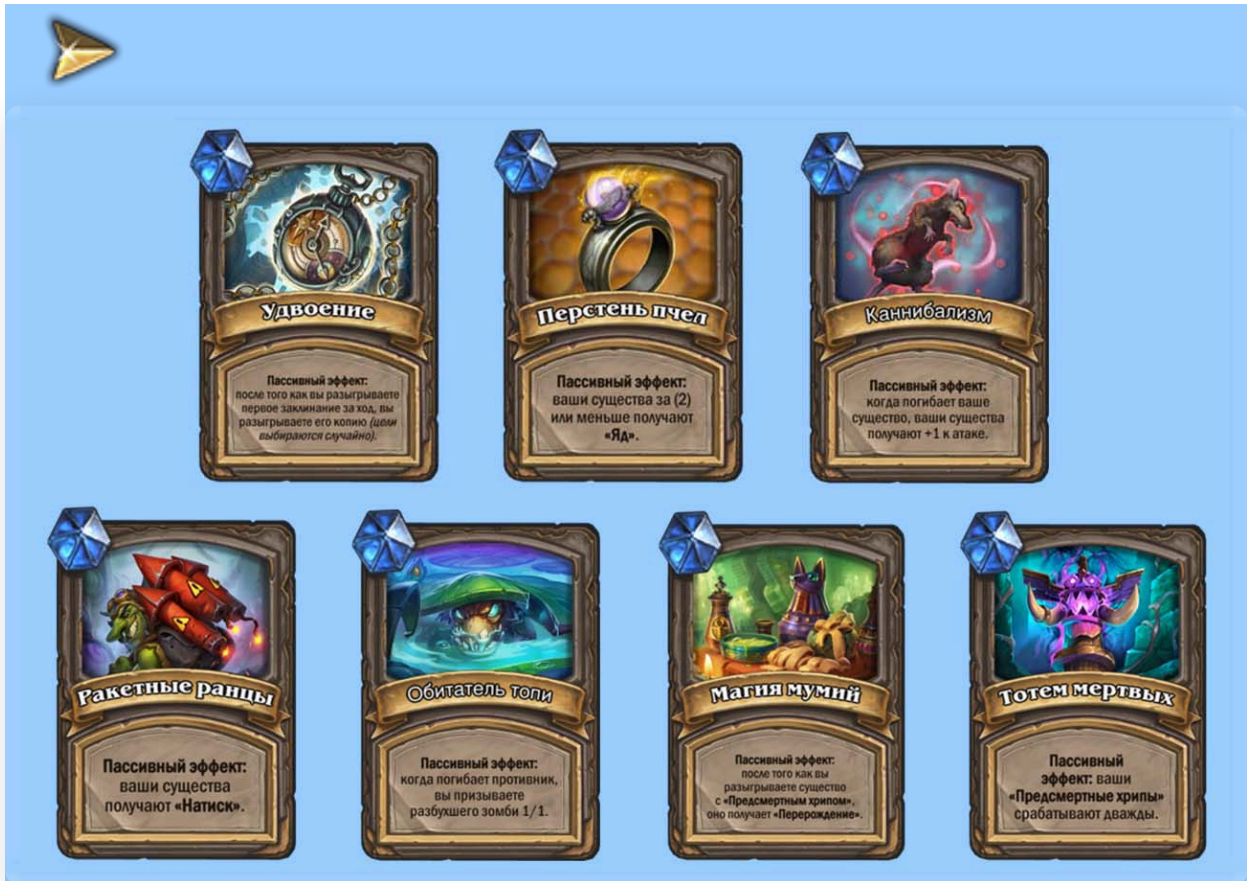 Удвоение
Пассивный эффект:
после того как вы разыгрываете
первое заклинание за ход, вы
разыгрываете его копию (цели
выбираются случайно).
Перстень пчел
Пассивный эффект:
ваши существа за (2)
или меньше получают
«Яд».
Каннибализм
Пассивный эффект:
когда погибает ваше
существо, ваши существа
получают +1 к атаке.
Ракетные ранцы
Пассивный эффект:
ваши существа
получают «Натиск».
Обитатель топи
Пассивный эффект:
когда погибает противник,
вы призываете
разбухшего зомби 1/1.
Магия мумий
Пассивный эффект:
после того как вы
разыгрываете существо
с «Предсмертным хрипом»,
оно получает «Перерождение».
Тотем мертвых
Пассивный
эффект: ваши
«Предсмертные хрипы»
срабатывают дважды.